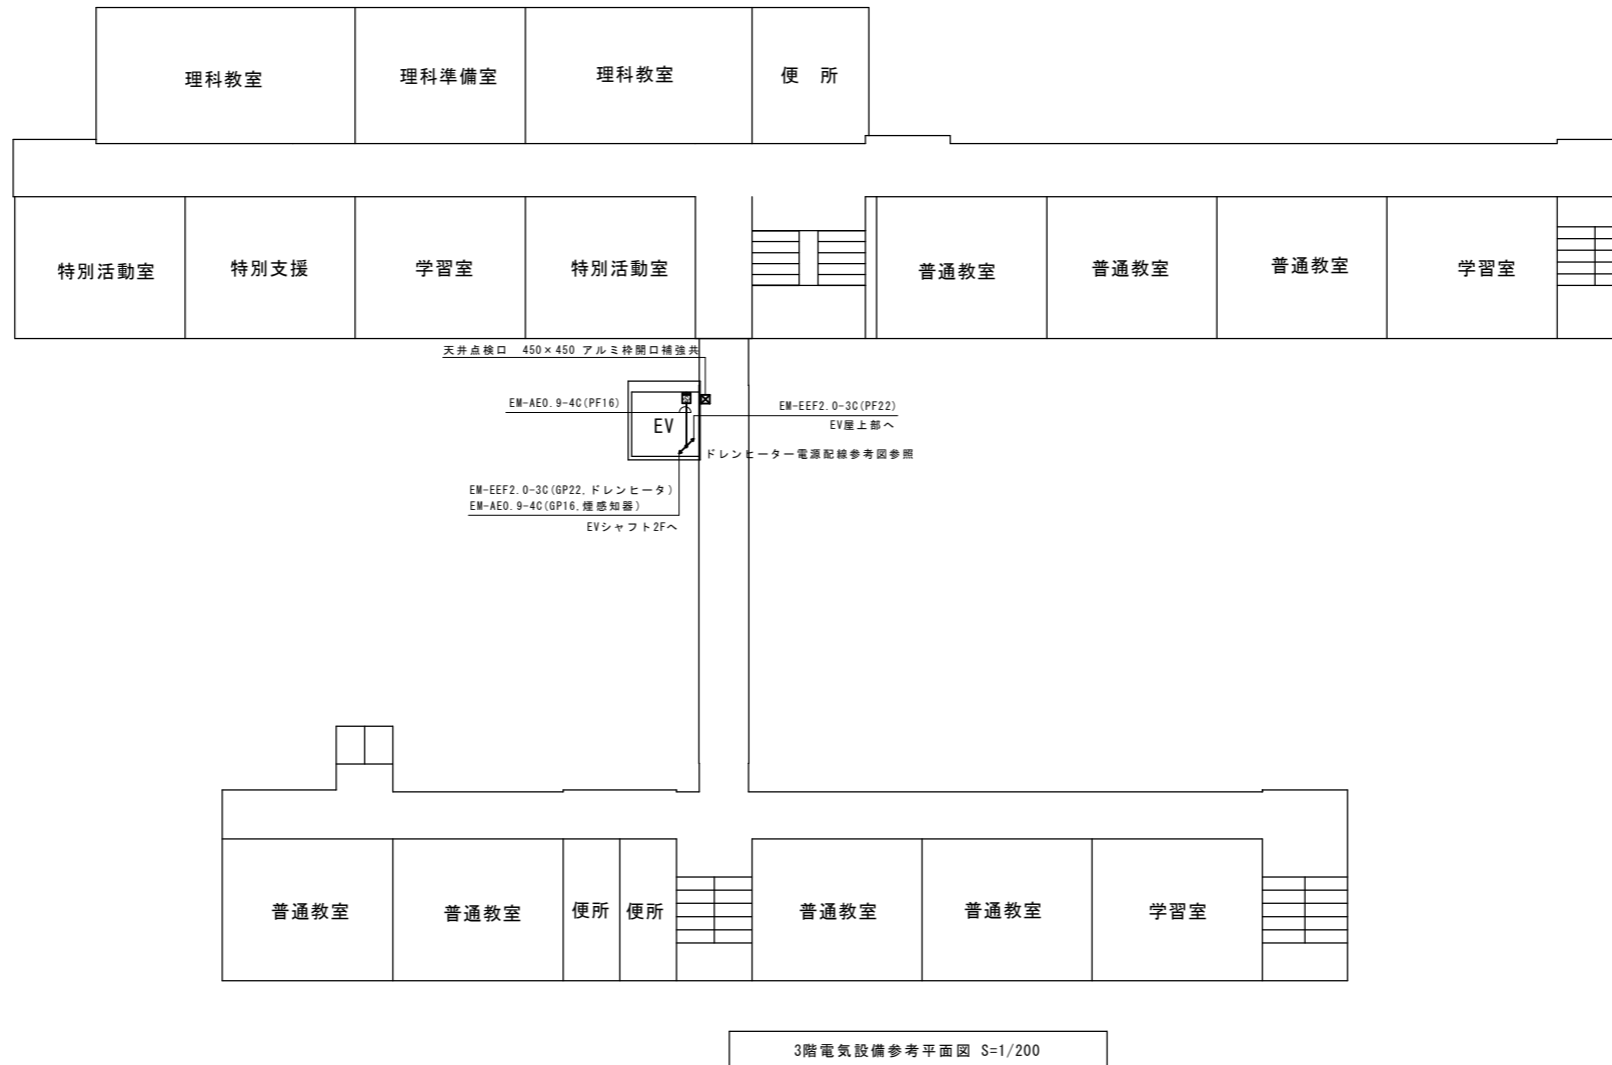 理科教室
理科準備室
理科教室
便　所
特別活動室
特別支援
学習室
特別活動室
普通教室
普通教室
普通教室
学習室
天井点検口　450×450 アルミ枠開口補強共
EM-AE0.9-4C(PF16)
EV
EM-EEF2.0-3C(PF22)
EV屋上部へ
ドレンヒーター電源配線参考図参照
EM-EEF2.0-3C(GP22,ドレンヒータ)
EM-AE0.9-4C(GP16,煙感知器)
EVシャフト2Fへ
普通教室
普通教室
便所
便所
普通教室
普通教室
学習室
3階電気設備参考平面図 S=1/200